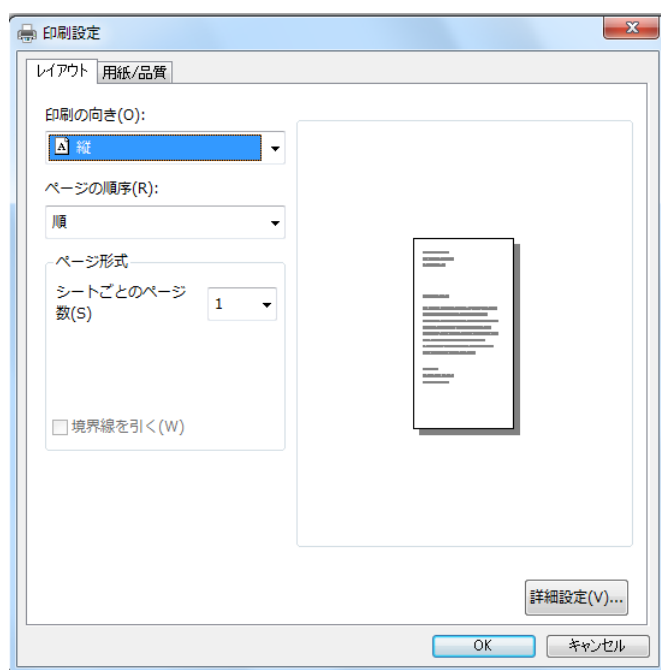 印刷設定
レイアウト 用紙/品質
印刷の向き(O):
A 縦
ページの順序(R):
順
ページ形式
シートごとのページ
数(S)
1
境界線を引く(W)
詳細設定(V)...
OK キャンセル